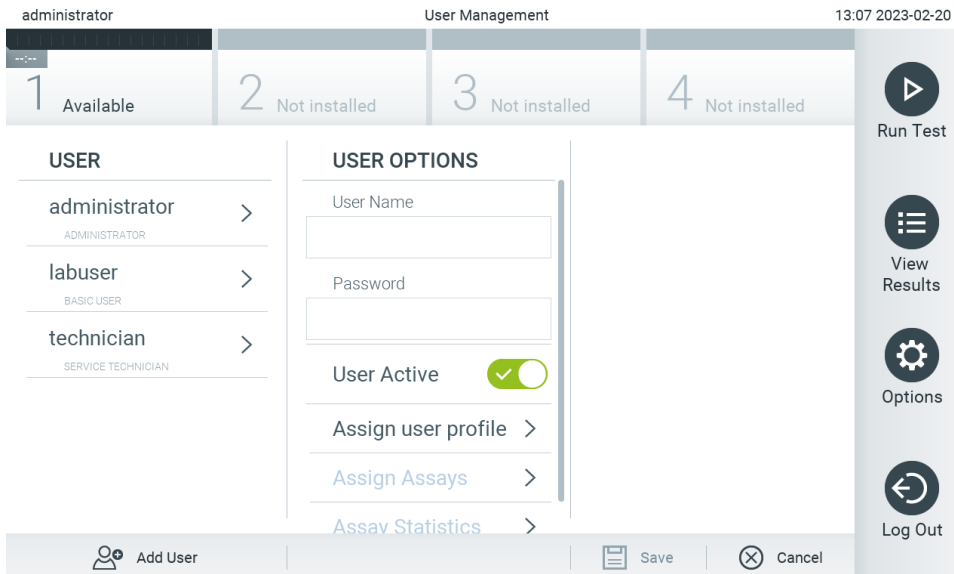 administrator
User Management
13:07 2023-02-20
--:--
1 Available
2 Not installed
3 Not installed
4 Not installed
USER
administrator
ADMINISTRATOR
labuser
BASIC USER
technician
SERVICE TECHNICIAN
USER OPTIONS
User Name
Password
User Active
Assign user profile
Assign Assays
Assay Statistics
Run Test
View
Results
Options
Log Out
Add User
Save
Cancel